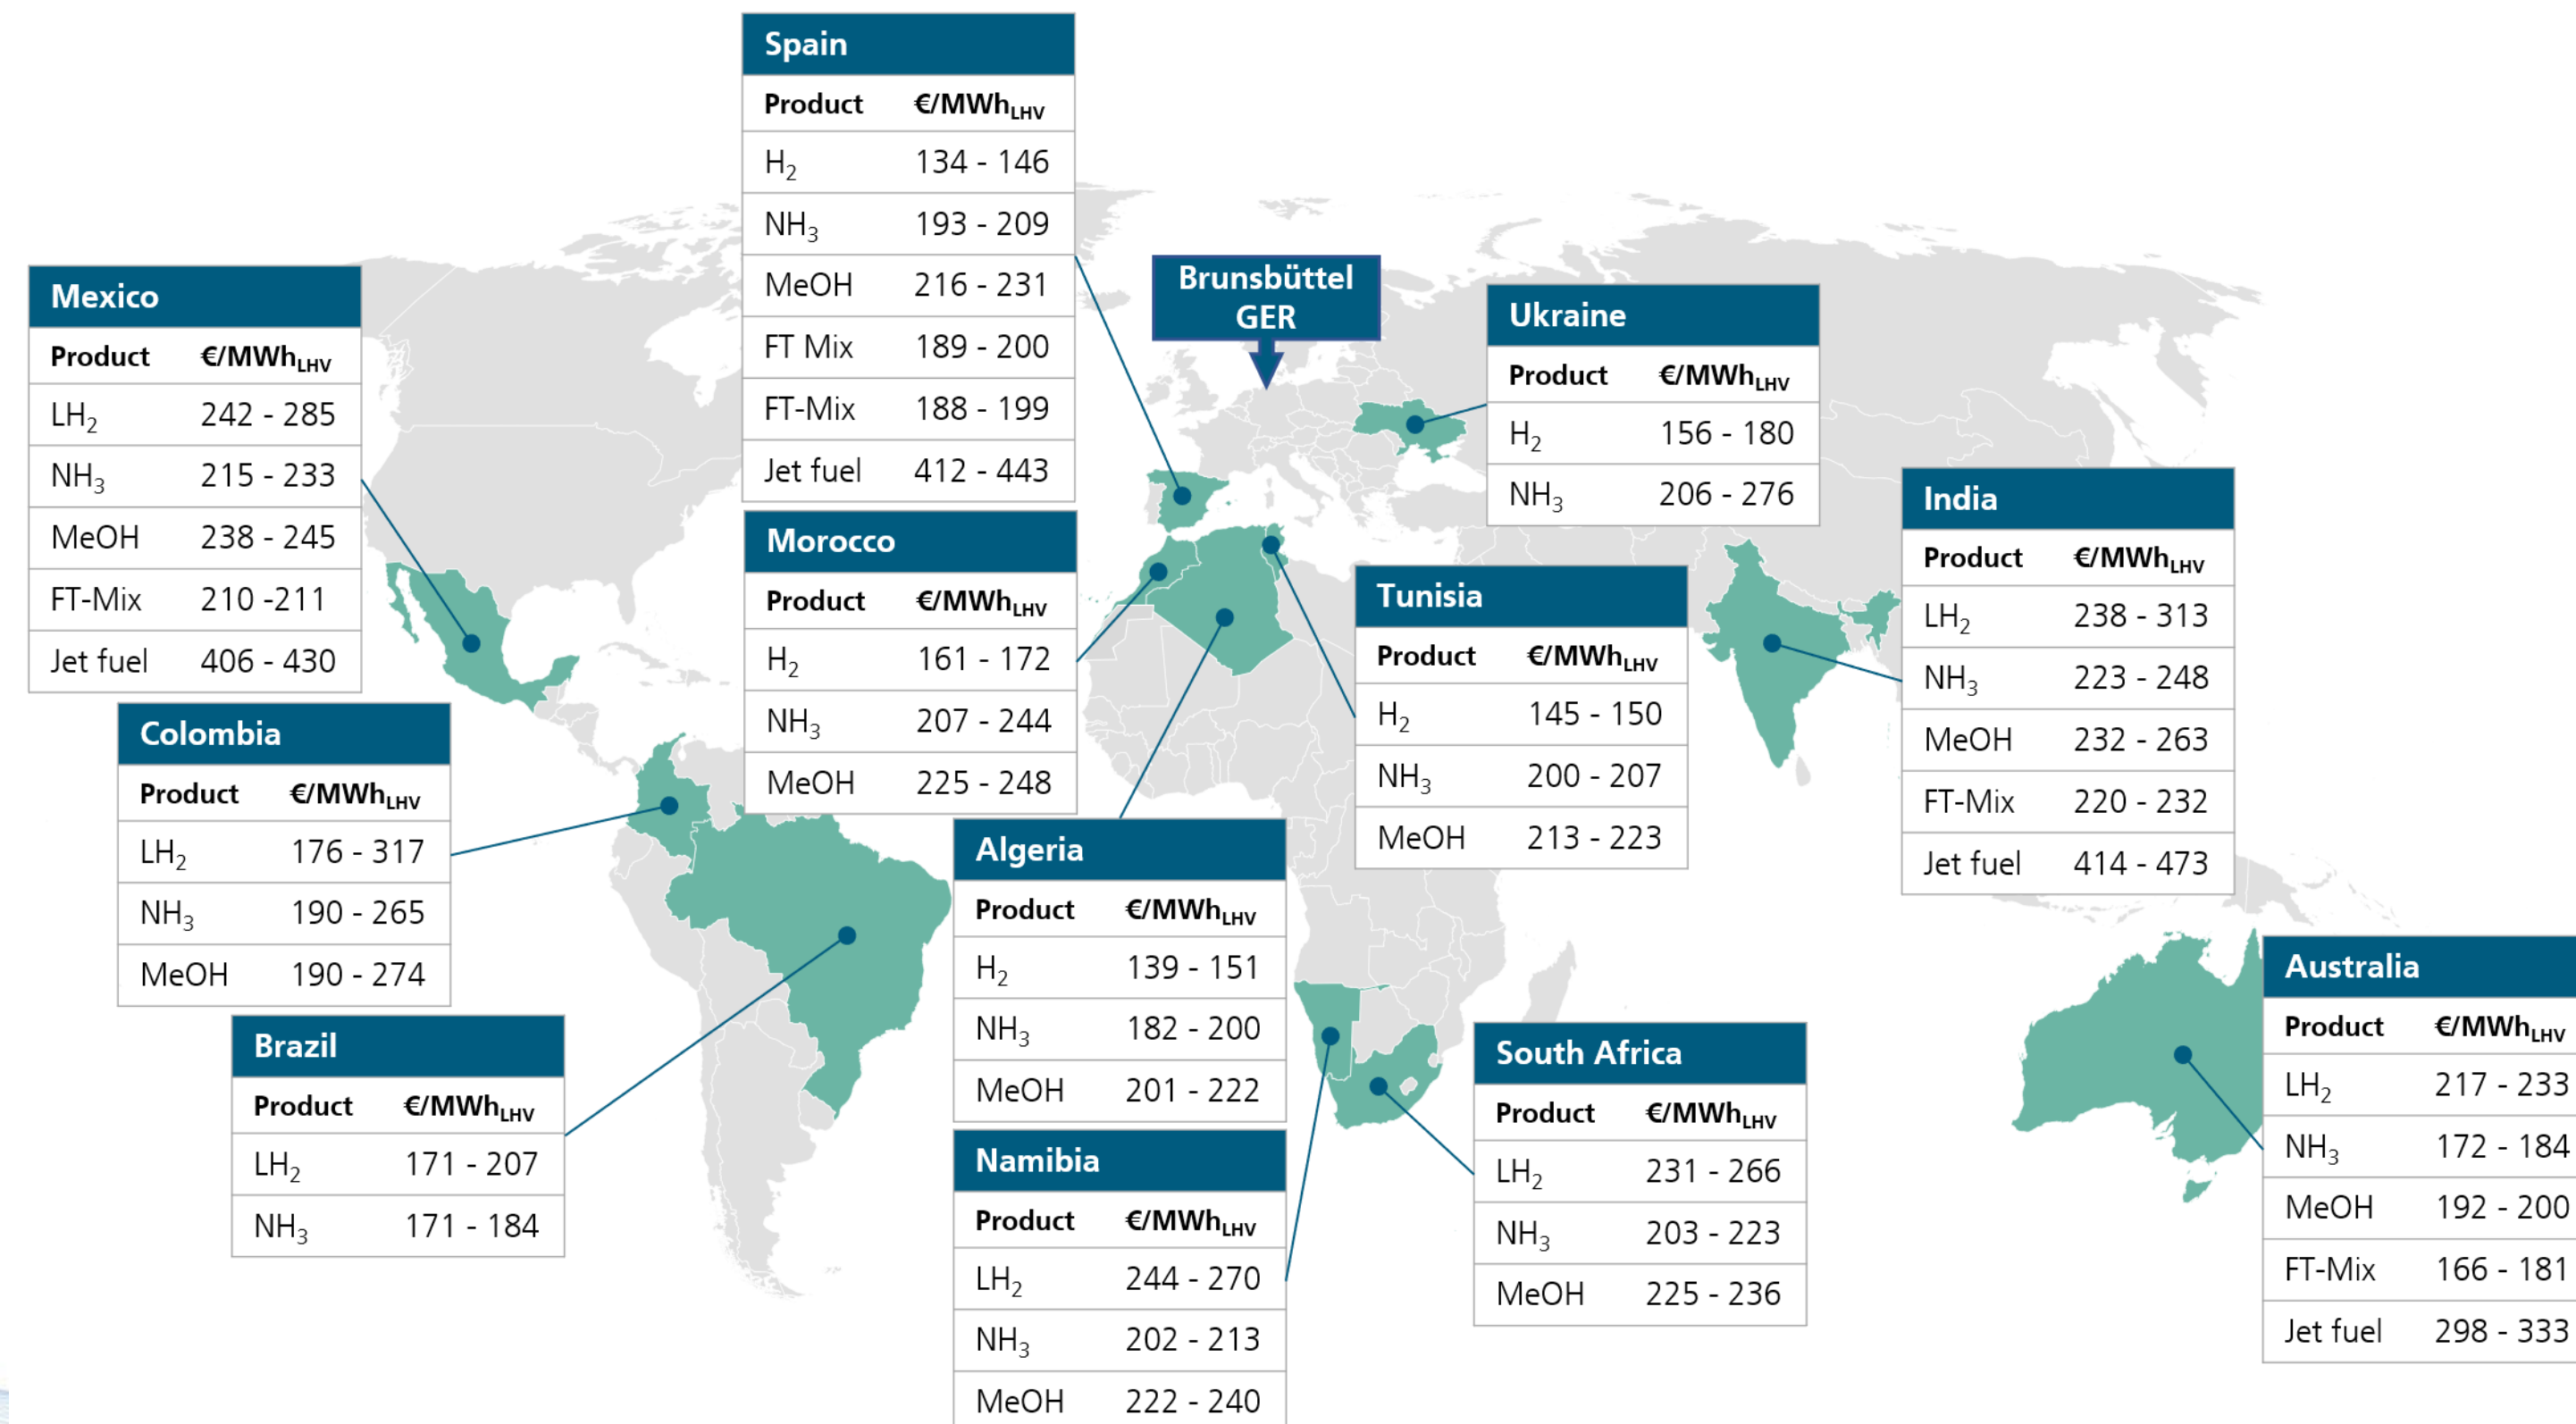 Spain
Product €/MWhLHV
H2 134 - 146
NH3 193 - 209
MeOH 216 - 231
FT Mix 189 - 200
FT-Mix 188 - 199
Jet fuel 412 - 443
Brunsbüttel
GER
Mexico
Product €/MWhLHV
LH2 242 - 285
NH3 215 - 233
MeOH 238 - 245
FT-Mix 210 -211
Jet fuel 406 - 430
Ukraine
Product €/MWhLHV
H2 156 - 180
NH3 206 - 276
India
Product €/MWhLHV
LH2 238 - 313
NH3 223 - 248
MeOH 232 - 263
FT-Mix 220 - 232
Jet fuel 414 - 473
Morocco
Product €/MWhLHV
H2 161 - 172
NH3 207 - 244
MeOH 225 - 248
Tunisia
Product €/MWhLHV
H2 145 - 150
NH3 200 - 207
MeOH 213 - 223
Colombia
Product €/MWhLHV
LH2 176 - 317
NH3 190 - 265
MeOH 190 - 274
Algeria
Product €/MWhLHV
H2 139 - 151
NH3 182 - 200
MeOH 201 - 222
Brazil
Product €/MWhLHV
LH2 171 - 207
NH3 171 - 184
Namibia
Product €/MWhLHV
LH2 244 - 270
NH3 202 - 213
MeOH 222 - 240
South Africa
Product €/MWhLHV
LH2 231 - 266
NH3 203 - 223
MeOH 225 - 236
Australia
Product €/MWhLHV
LH2 217 - 233
NH3 172 - 184
MeOH 192 - 200
FT-Mix 166 - 181
Jet fuel 298 - 333